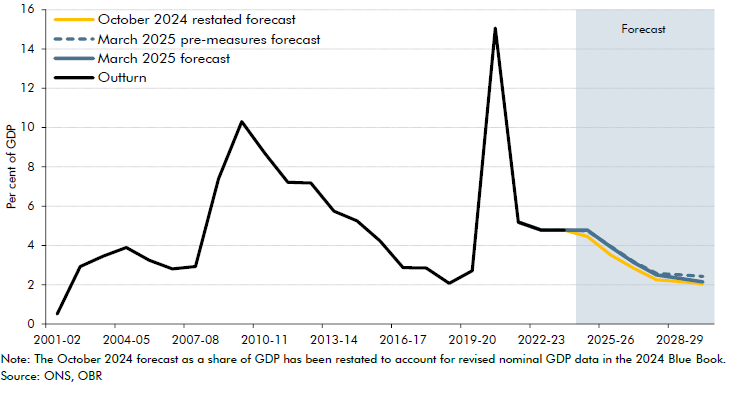 16
14
12
10
8
6
4
2
0
Per cent of GDP
October 2024 restated forecast
March 2025 pre-measures forecast
March 2025 forecast
Outturn
Forecast
2001-02 2004-05 2007-08 2010-11 2013-14 2016-17 2019-20 2022-23 2025-26 2028-29
Note: The October 2024 forecast as a share of GDP has been restated to account for revised nominal GDP data in the 2024 Blue Book.
Source: ONS, OBR